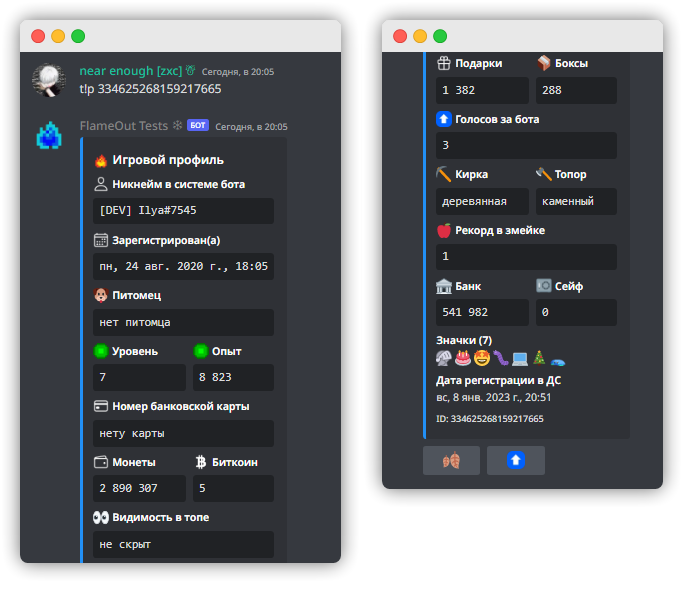 near enough [zxc] Сегодня, в 20:05
t!p 334625268159217665
FlameOut Tests БОТ Сегодня, в 20:05
Игровой профиль
Никнейм в системе бота
[DEV] Ilya#7545
Зарегистрирован(а)
пн, 24 авг. 2020 г., 18:05
Питомец
нет питомца
Уровень Опыт
7 8 823
Номер банковской карты
нету карты
Монеты Биткоин
2 890 307 5
Видимость в топе
не скрыт
Подарки Боксы
1 382 288
Голосов за бота
3
Кирка Топор
деревянная каменный
Рекорд в змейке
1
Банк Сейф
541 982 0
Значки (7)
Дата регистрации в ДС
вс, 8 янв. 2023 г., 20:51
ID: 334625268159217665